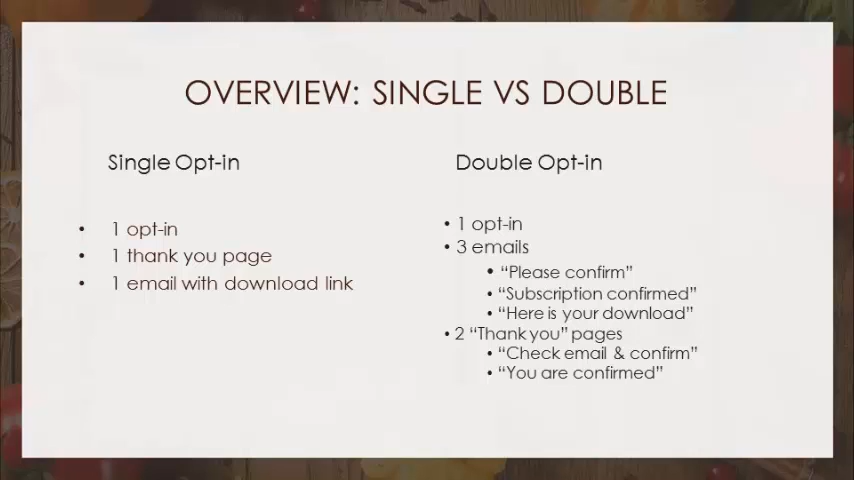 OVERVIEW: SINGLE VS DOUBLE
Single Opt-in
• 1 opt-in
• 1 thank you page
• 1 email with download link
Double Opt-in
• 1 opt-in
• 3 emails
• “Please confirm”
• “Subscription confirmed”
• “Here is your download”
• 2 “Thank you” pages
• “Check email & confirm”
• “You are confirmed”